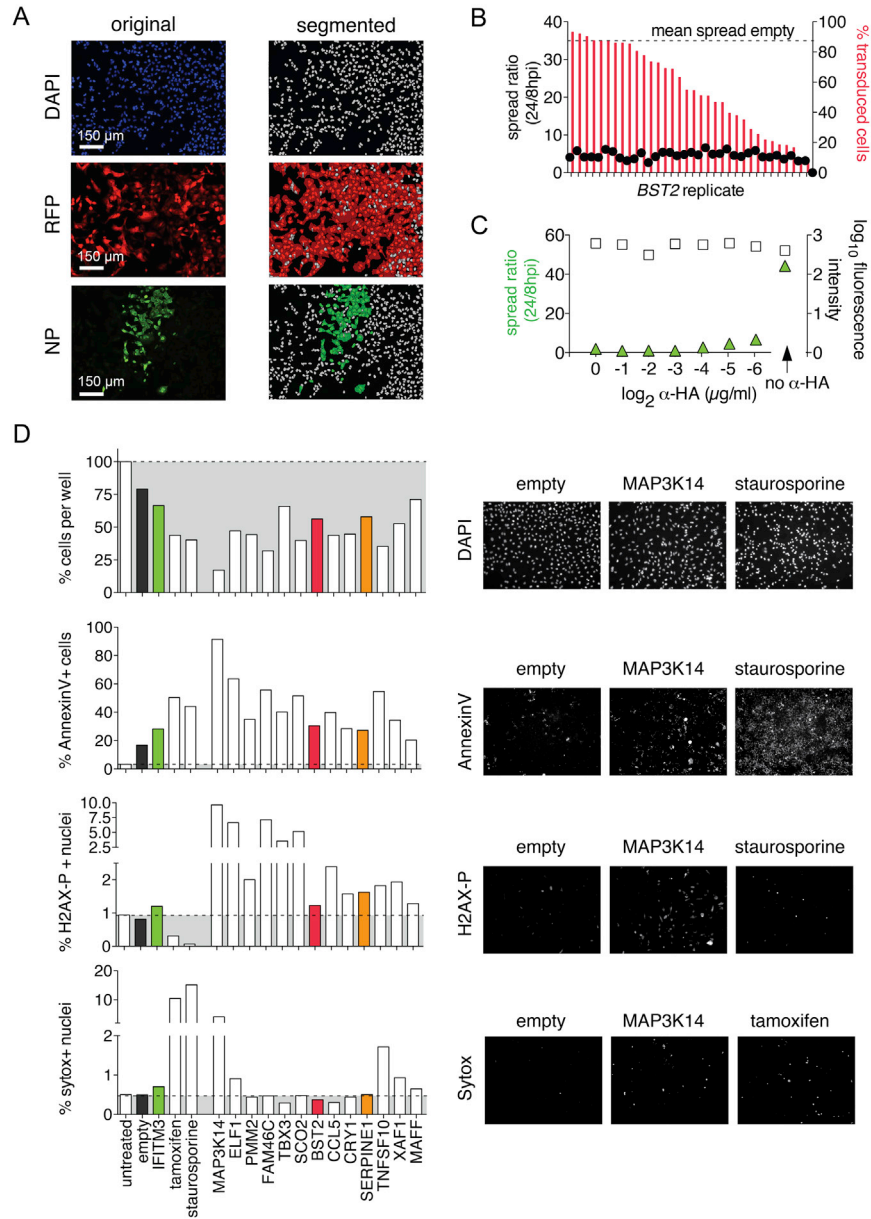 A
original
segmented
DAPI
150 µm
RFP
150 µm
NP
150 µm
B
spread ratio
(24/8hpi)
40
30
20
10
0
mean spread empty
100
80
60
40
20
0
% transduced cells
BST2 replicate
C
spread ratio
(24/8hpi)
60
40
20
0
3
2
1
0
log10 fluorescence
intensity
0 -1 -2 -3 -4 -5 -6
no α-HA
log2 α-HA (µg/ml)
D
% cells per well
100
75
50
25
0
% AnnexinV+ cells
100
80
60
40
20
0
% H2AX-P + nuclei
10.0
7.5
5.0
2.5
2
1
0
% sytox+ nuclei
20
10
2
1
0
untreated
empty
IFITM3
tamoxifen
staurosporine
MAP3K14
ELF1
PMM2
FAM46C
TBX3
SCO2
BST2
CCL5
CRY1
SERPINE1
TNFSF10
XAF1
MAFF
empty MAP3K14 staurosporine
DAPI
empty MAP3K14 staurosporine
AnnexinV
empty MAP3K14 staurosporine
H2AX-P
empty MAP3K14 tamoxifen
Sytox